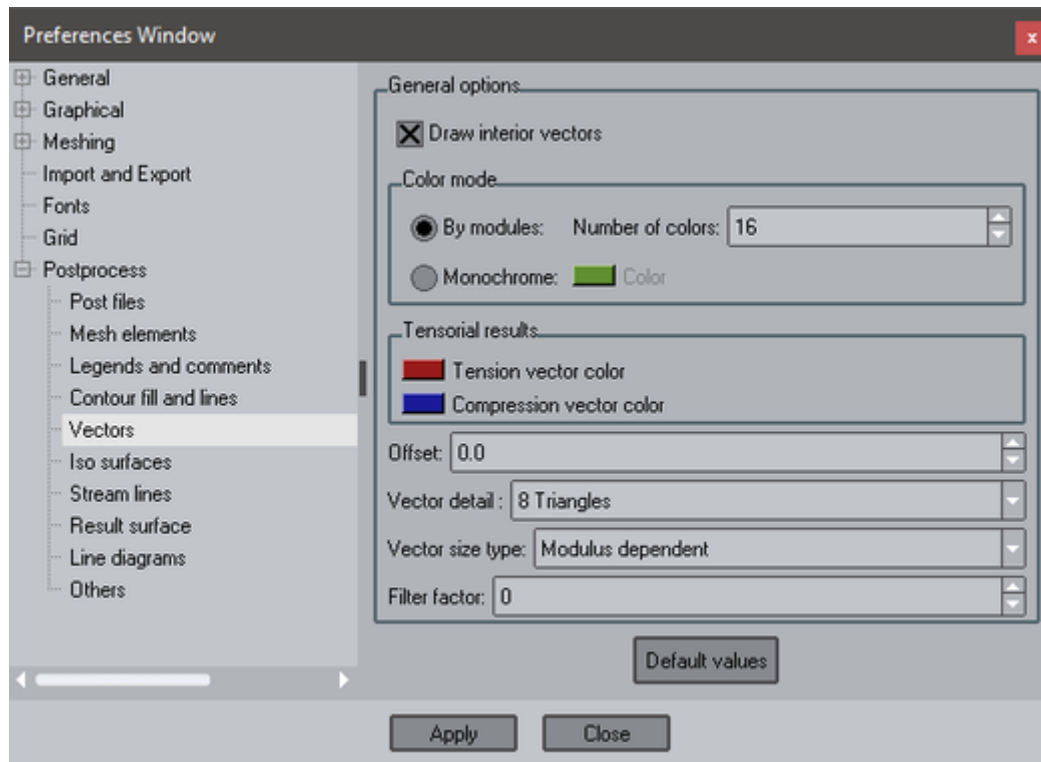 Preferences Window
x
General
Graphical
Meshing
Import and Export
Fonts
Grid
Postprocess
Post files
Mesh elements
Legends and comments
Contour fill and lines
Vectors
Iso surfaces
Stream lines
Result surface
Line diagrams
Others
General options
Draw interior vectors
Color mode
By modules: Number of colors: 16
Monochrome: Color
Tensorial results
Tension vector color
Compression vector color
Offset: 0.0
Vector detail : 8 Triangles
Vector size type: Modulus dependent
Filter factor: 0
Default values
Apply Close